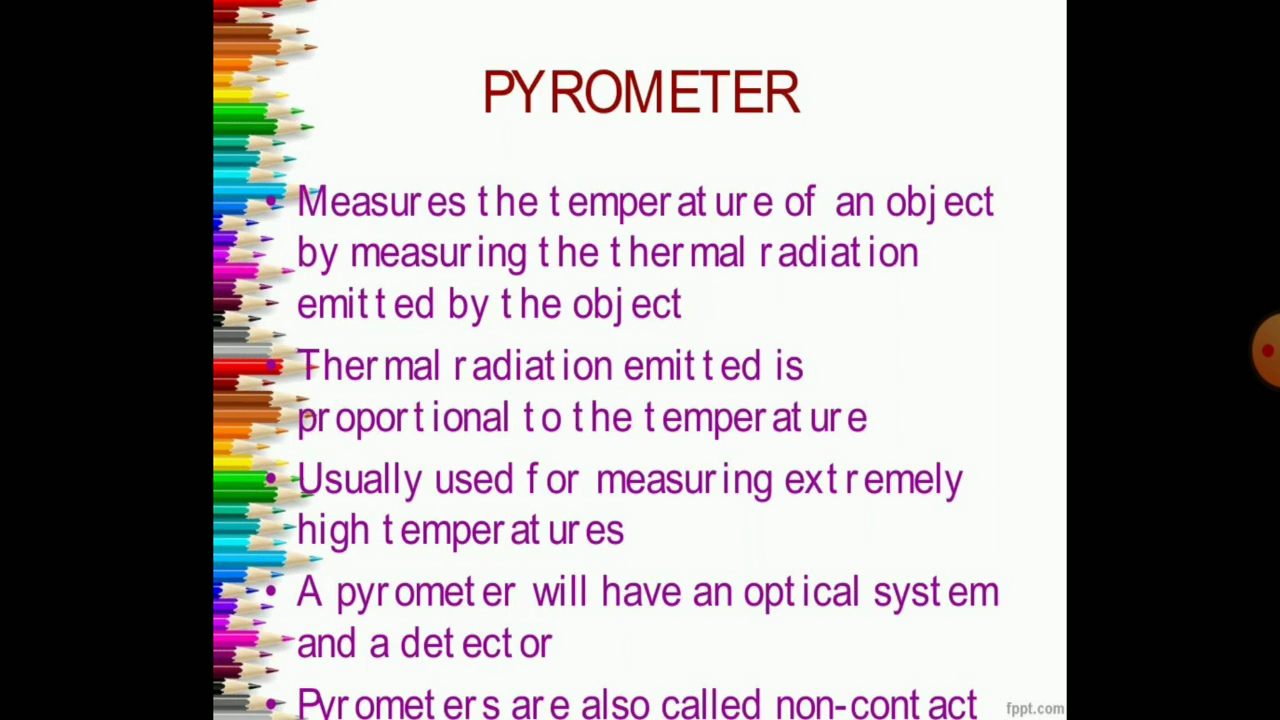 PYROMETER
• Measures the temperature of an object
by measuring the thermal radiation
emitted by the object
• Thermal radiation emitted is
proportional to the temperature
• Usually used for measuring extremely
high temperatures
• A pyrometer will have an optical system
and a detector
• Pyrometers are also called non-contact
fppt.com